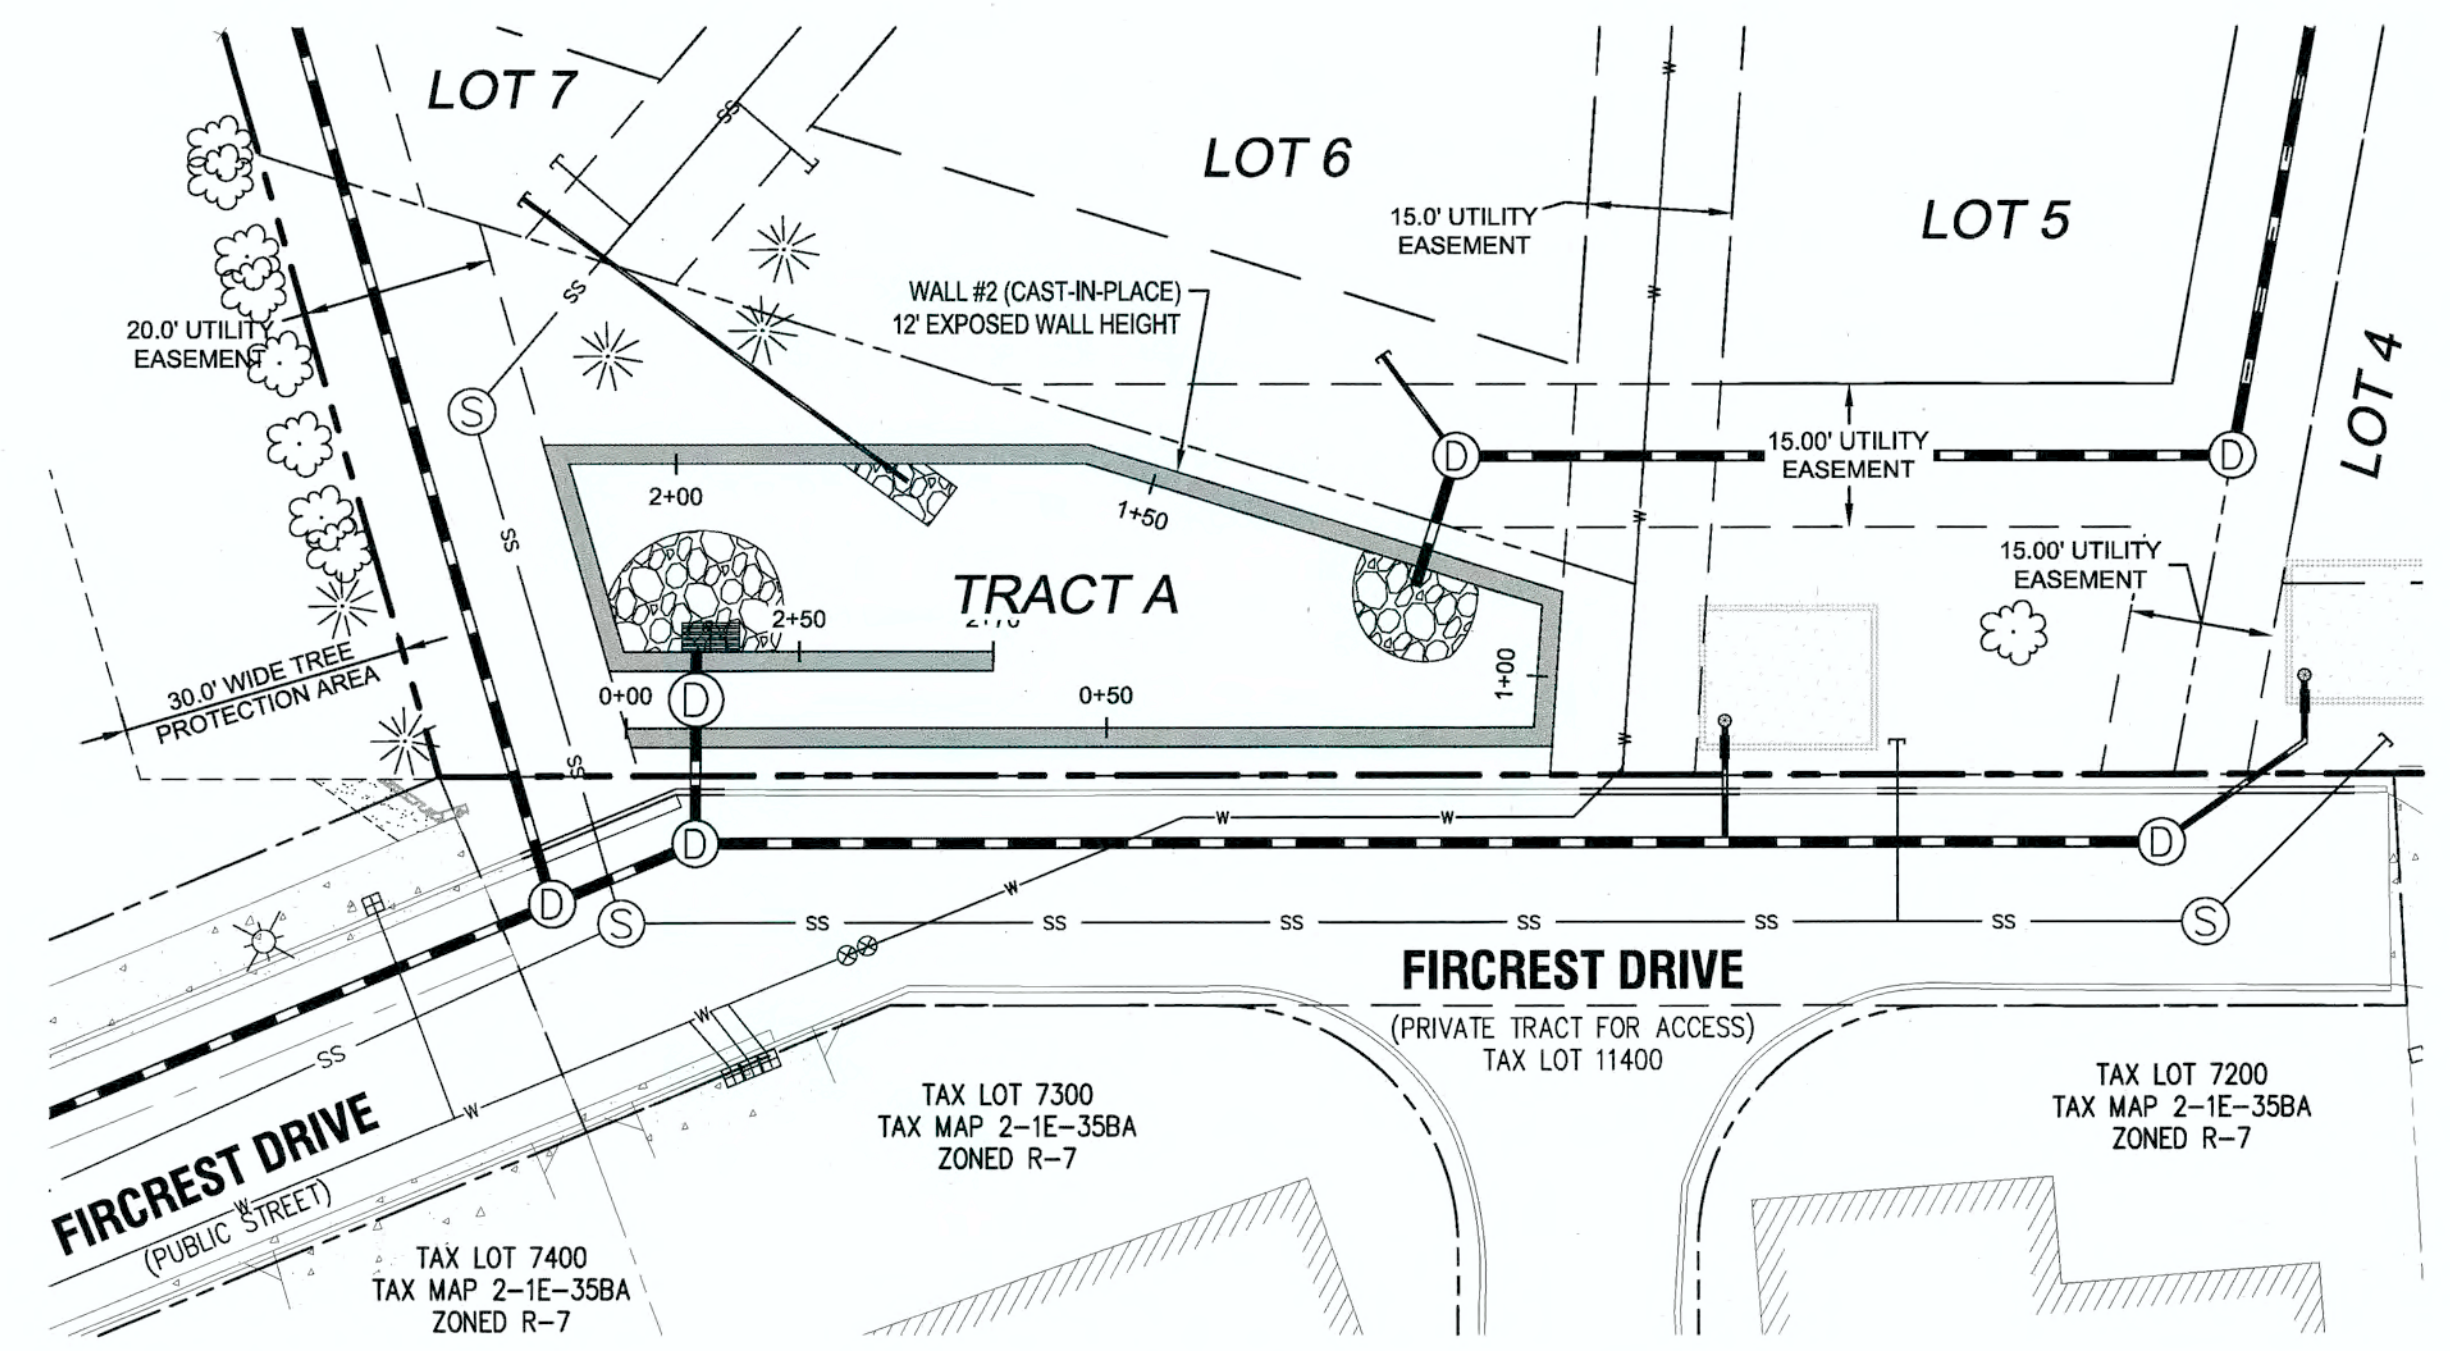 LOT 7
LOT 6
15.0' UTILITY
EASEMENT
LOT 5
SS
W
WALL #2 (CAST-IN-PLACE)
12' EXPOSED WALL HEIGHT
W
SS
20.0' UTILITY
EASEMENT
LOT 4
S
D
15.00' UTILITY
EASEMENT
D
2+00
1+50
W
SS
15.00' UTILITY
EASEMENT
TRACT A
2+50
30.0' WIDE TREE
PROTECTION AREA
0+00
D
0+50
1+00
W
SS
W
W
D
D
D
W
S
SS
SS
SS
SS
SS
SS
S
FIRCREST DRIVE
(PRIVATE TRACT FOR ACCESS)
TAX LOT 11400
W
SS
W
TAX LOT 7300
TAX MAP 2-1E-35BA
ZONED R-7
TAX LOT 7200
TAX MAP 2-1E-35BA
ZONED R-7
FIRCREST DRIVE
W
(PUBLIC STREET)
TAX LOT 7400
TAX MAP 2-1E-35BA
ZONED R-7